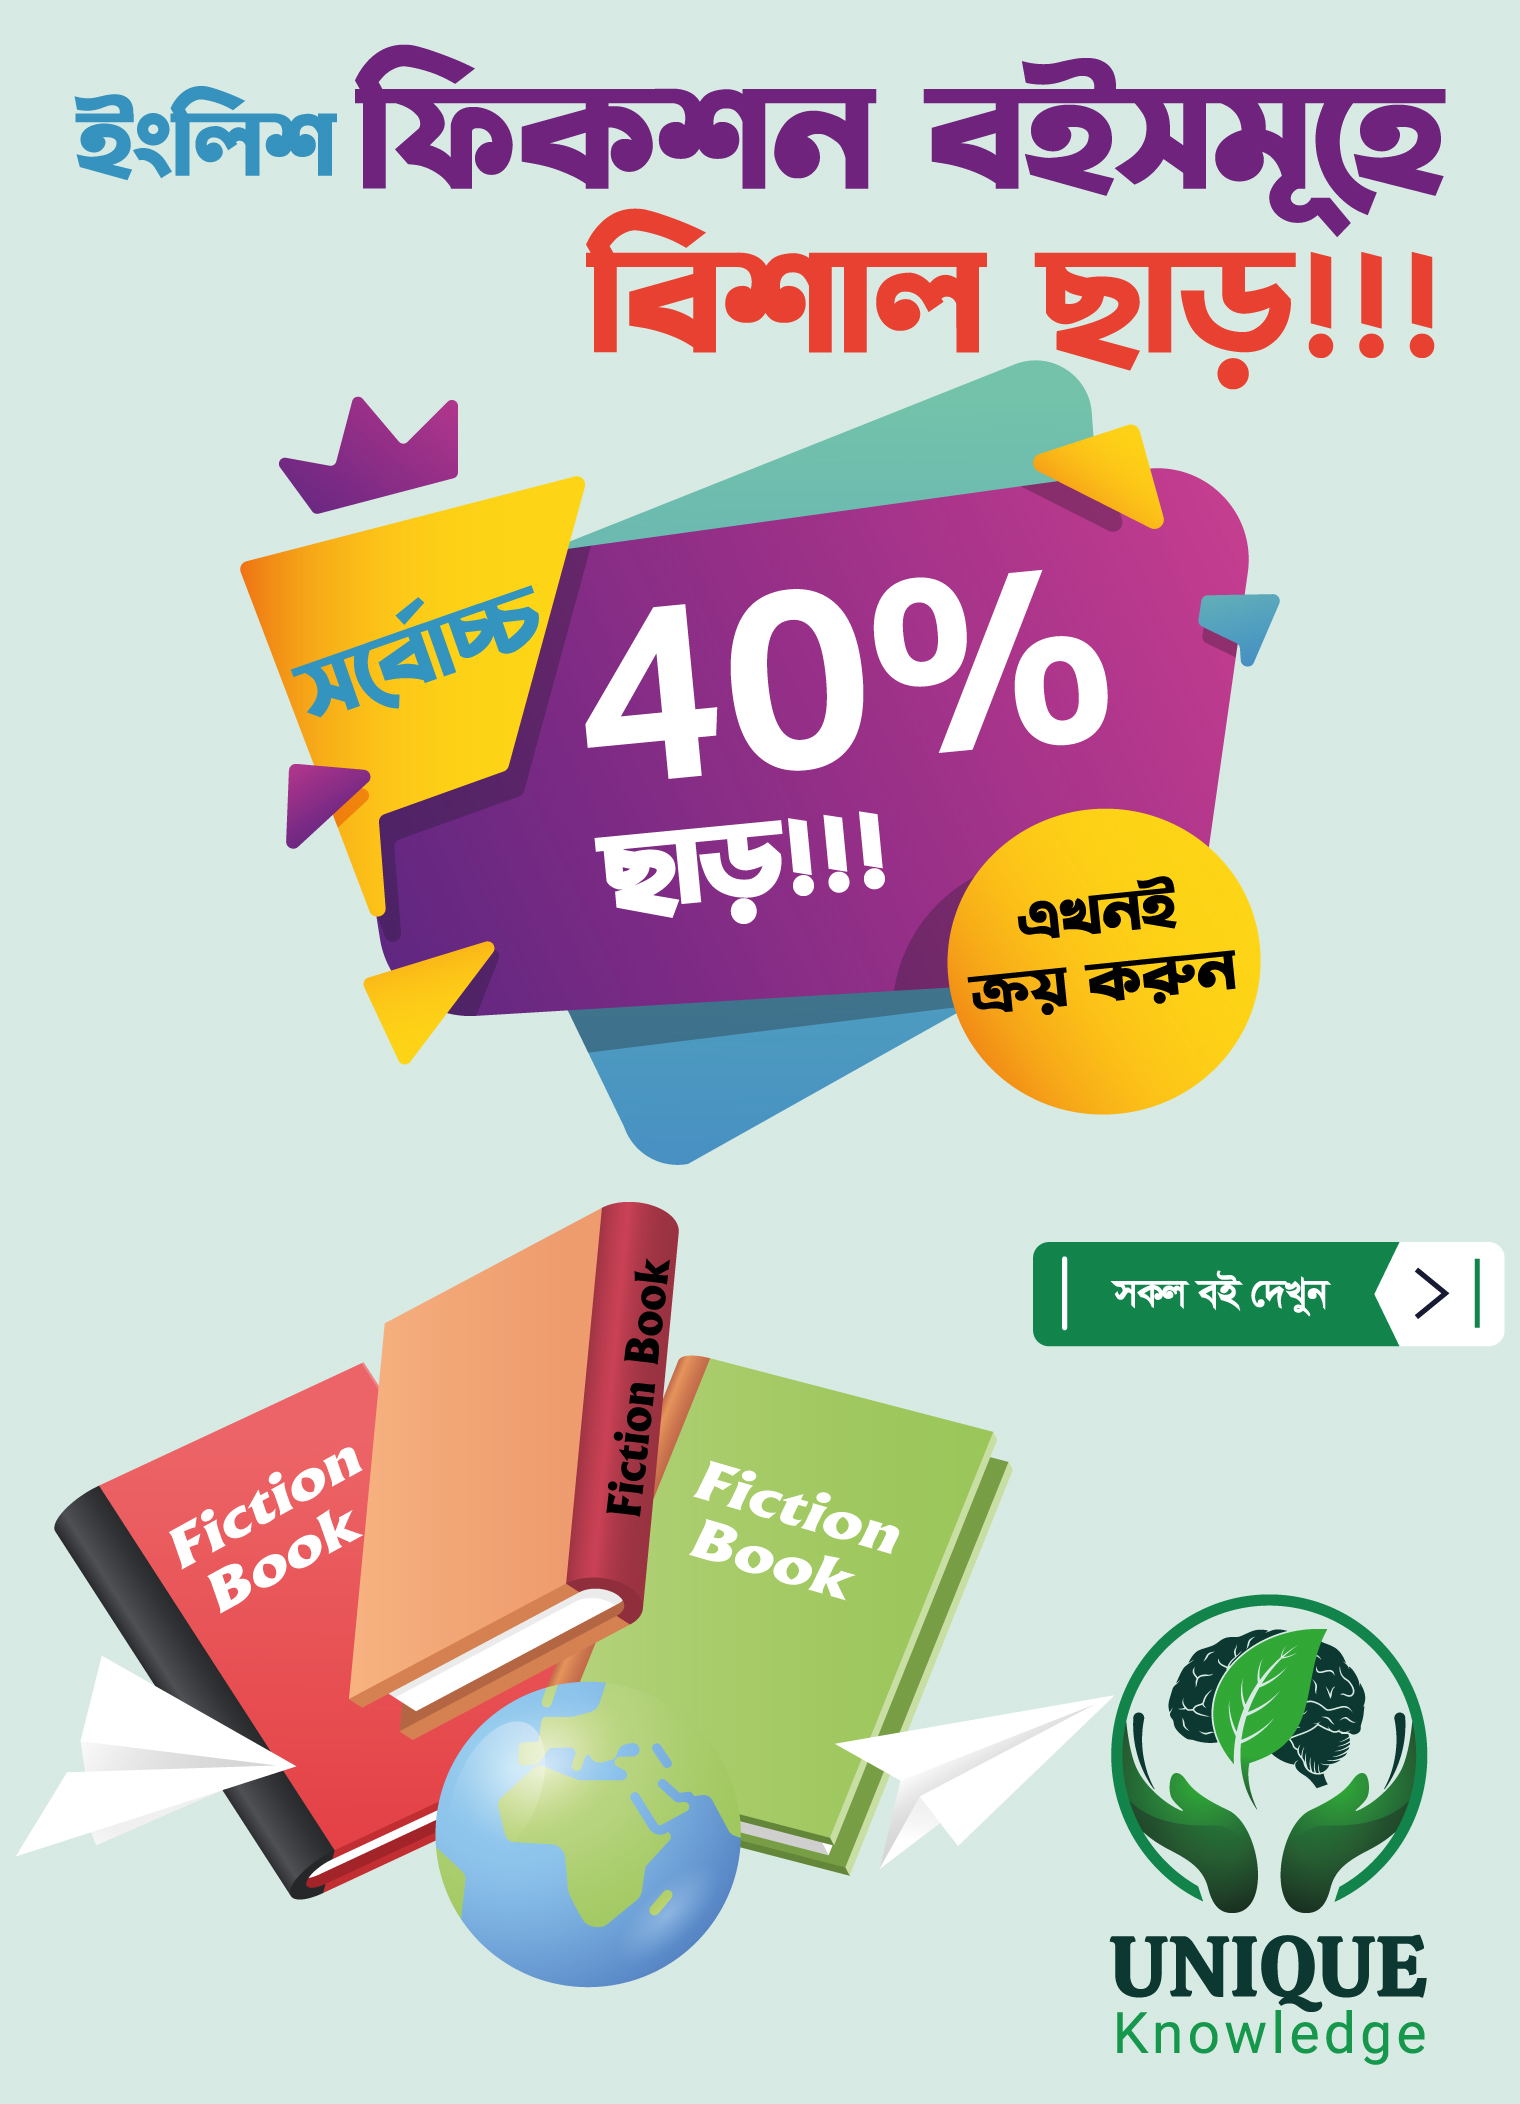 ইংলিশ ফিকশন বইসমূহে
বিশাল ছাড়!!!
সর্বোচ্চ
40%
ছাড়!!!
এখনই
ক্রয় করুন
সকল বই দেখুন
Fiction Book
Fiction
Book
Fiction
Book
UNIQUE
Knowledge